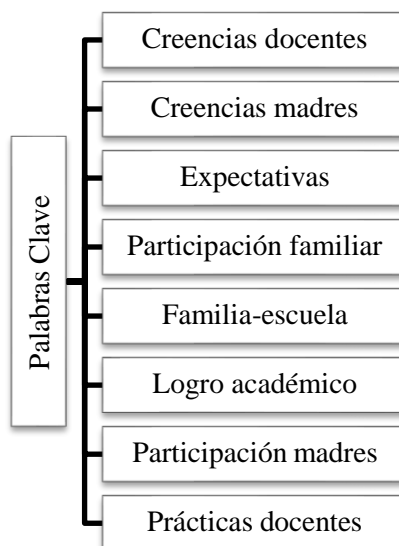 Palabras Clave
Creencias docentes
Creencias madres
Expectativas
Participación familiar
Familia-escuela
Logro académico
Participación madres
Prácticas docentes